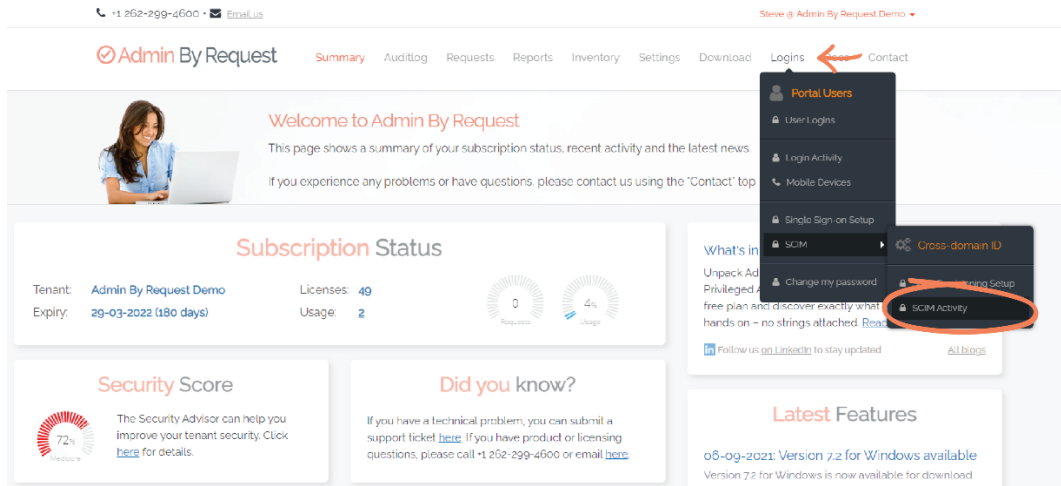 +1 262-299-4600 • Email us
Steve @ Admin By Request Demo
Admin By Request
Summary Auditlog Requests Reports Inventory Settings Download Logins Contact
Portal Users
User Logins
Login Activity
Mobile Devices
Single Sign-on Setup
SCIM
Change my password
Cross-domain ID
Setup
SCIM Activity
Welcome to Admin By Request
This page shows a summary of your subscription status, recent activity and the latest news.
If you experience any problems or have questions, please contact us using the "Contact" top
Subscription Status
Tenant: Admin By Request Demo Licenses: 49
Expiry: 29-03-2022 (180 days) Usage: 2
0
Requests
4%
Usage
What's in
Unpack Ad
Privileged A
free plan and discover exactly what
hands on – no strings attached. Read
Follow us on LinkedIn to stay updated All blogs
Security Score
72%
Mediocre
The Security Advisor can help you
improve your tenant security. Click
here for details.
Did you know?
If you have a technical problem, you can submit a
support ticket here. If you have product or licensing
questions, please call +1 262-299-4600 or email here.
Latest Features
06-09-2021: Version 7.2 for Windows available
Version 7.2 for Windows is now available for download.